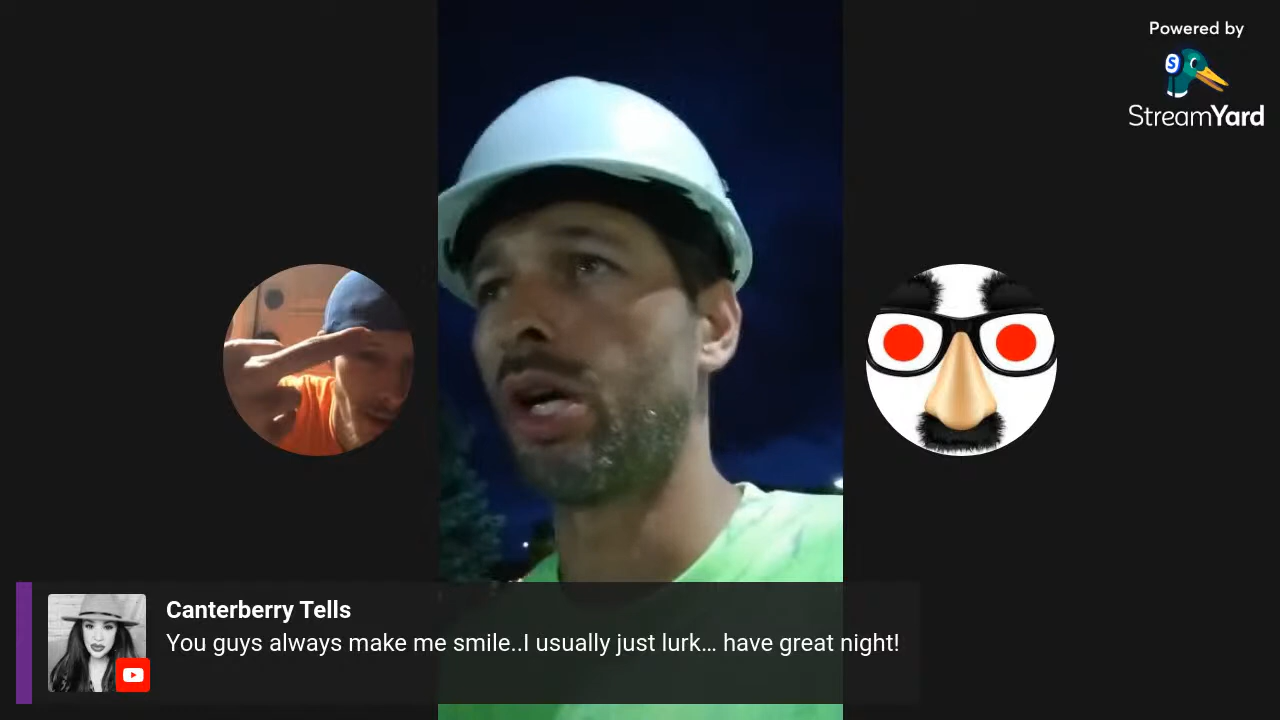 Powered by
S
StreamYard
Canterberry Tells
You guys always make me smile..I usually just lurk... have great night!